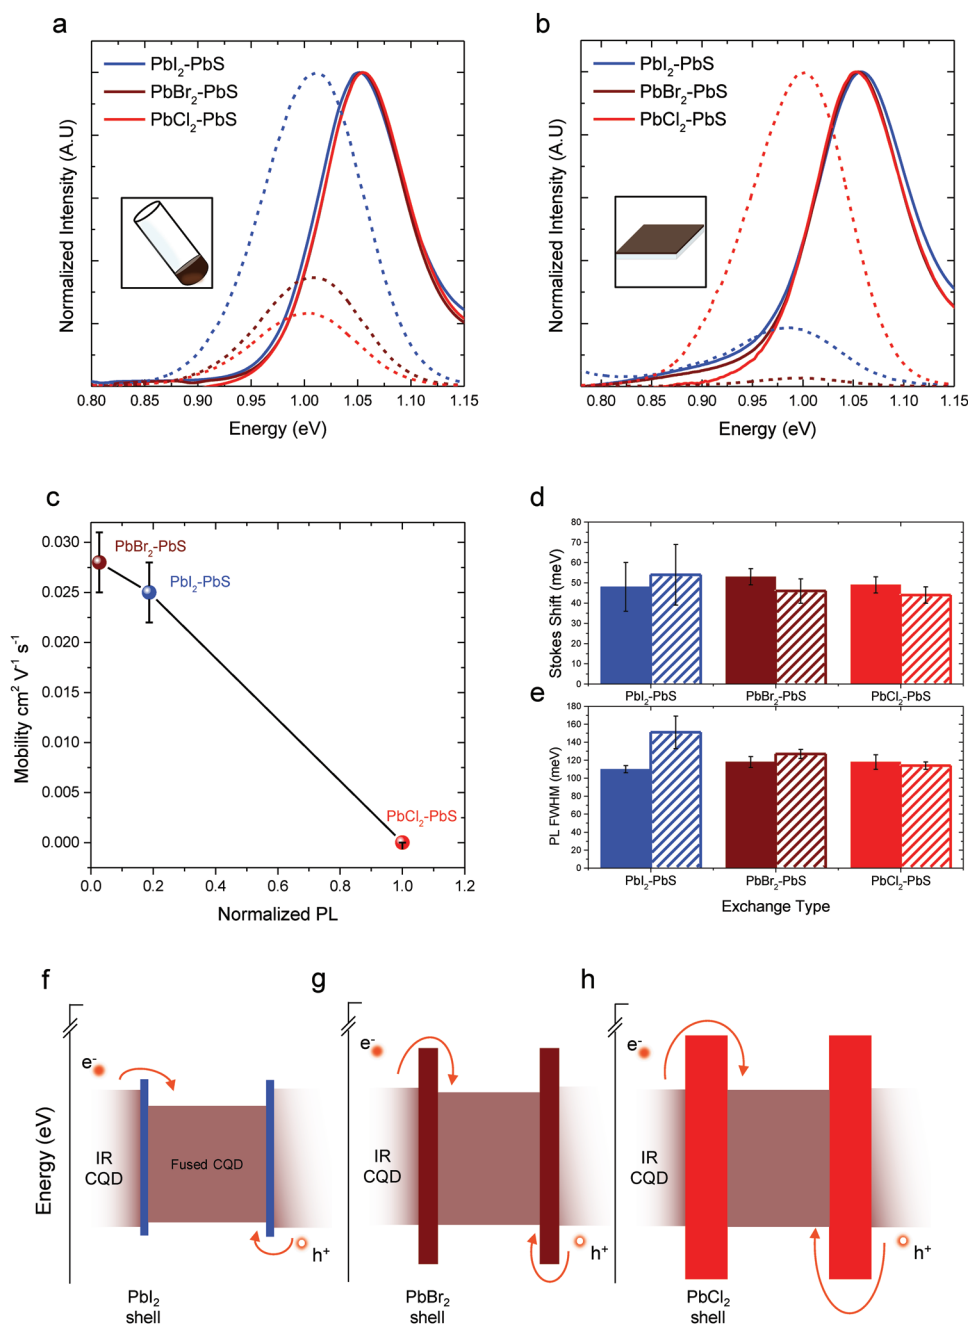 a
PbI2-PbS
PbBr2-PbS
PbCl2-PbS
Normalized Intensity (A.U)
0.80 0.85 0.90 0.95 1.00 1.05 1.10 1.15
Energy (eV)
b
PbI2-PbS
PbBr2-PbS
PbCl2-PbS
Normalized Intensity (A.U)
0.80 0.85 0.90 0.95 1.00 1.05 1.10 1.15
Energy (eV)
c
Mobility cm2 V-1 s-1
0.030
0.025
0.020
0.015
0.010
0.005
0.000
PbBr2-PbS
PbI2-PbS
PbCl2-PbS
0.0 0.2 0.4 0.6 0.8 1.0 1.2
Normalized PL
d
Stokes Shift (meV)
80
70
60
50
40
30
20
10
0
PbI2-PbS PbBr2-PbS PbCl2-PbS
e
PL FWHM (meV)
180
160
140
120
100
80
60
40
20
0
PbI2-PbS PbBr2-PbS PbCl2-PbS
Exchange Type
f
Energy (eV)
e-
IR
CQD
Fused CQD
h+
PbI2
shell
g
e-
IR
CQD
h+
PbBr2
shell
h
e-
IR
CQD
h+
PbCl2
shell